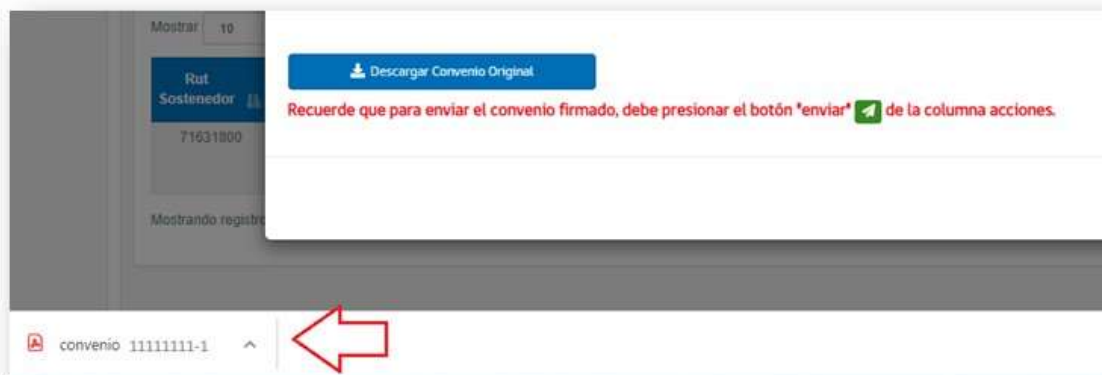 Mostrar 10
Descargar Convenio Original
Rut
Sostenedor
Recuerde que para enviar el convenio firmado, debe presionar el botón "enviar" de la columna acciones.
71631800
Mostrando registro
convenio 11111111-1